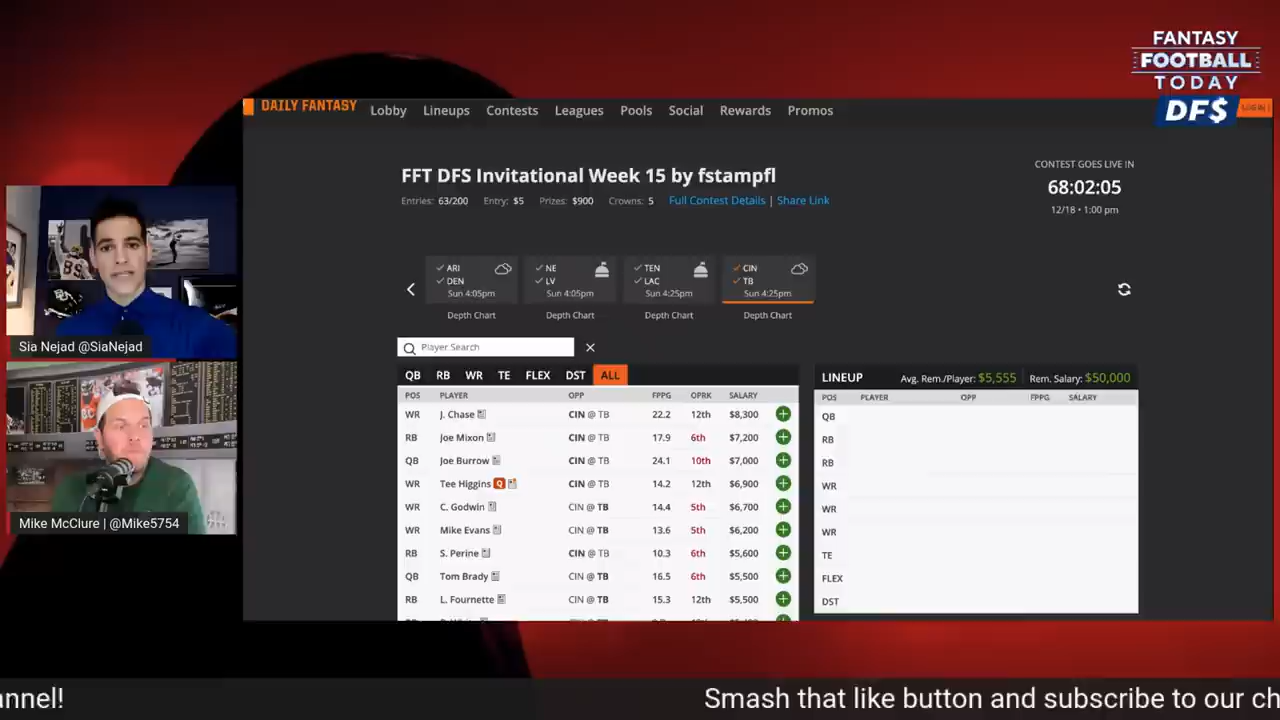 FANTASY
FOOTBALL
TODAY
DF$
DAILY FANTASY
Lobby Lineups Contests Leagues Pools Social Rewards Promos
LOG IN
FFT DFS Invitational Week 15 by fstampfl
Entries: 63/200 Entry: $5 Prizes: $900 Crowns: 5 Full Contest Details | Share Link
CONTEST GOES LIVE IN
68:02:05
12/18 • 1:00 pm
ARI
DEN
Sun 4:05pm
Depth Chart
NE
LV
Sun 4:05pm
Depth Chart
TEN
LAC
Sun 4:25pm
Depth Chart
CIN
TB
Sun 4:25pm
Depth Chart
Player Search
QB RB WR TE FLEX DST ALL
POS PLAYER OPP FPPG OPRK SALARY
WR J. Chase CIN @ TB 22.2 12th $8,300
RB Joe Mixon CIN @ TB 17.9 6th $7,200
QB Joe Burrow CIN @ TB 24.1 10th $7,000
WR Tee Higgins Q CIN @ TB 14.2 12th $6,900
WR C. Godwin CIN @ TB 14.4 5th $6,700
WR Mike Evans CIN @ TB 13.6 5th $6,200
RB S. Perine CIN @ TB 10.3 6th $5,600
QB Tom Brady CIN @ TB 16.5 6th $5,500
RB L. Fournette CIN @ TB 15.3 12th $5,500
LINEUP Avg. Rem./Player: $5,555 Rem. Salary: $50,000
POS PLAYER OPP FPPG SALARY
QB
RB
RB
WR
WR
WR
TE
FLEX
DST
89
Sia Nejad @SiaNejad
Mike McClure | @Mike5754
annel!
Smash that like button and subscribe to our ch